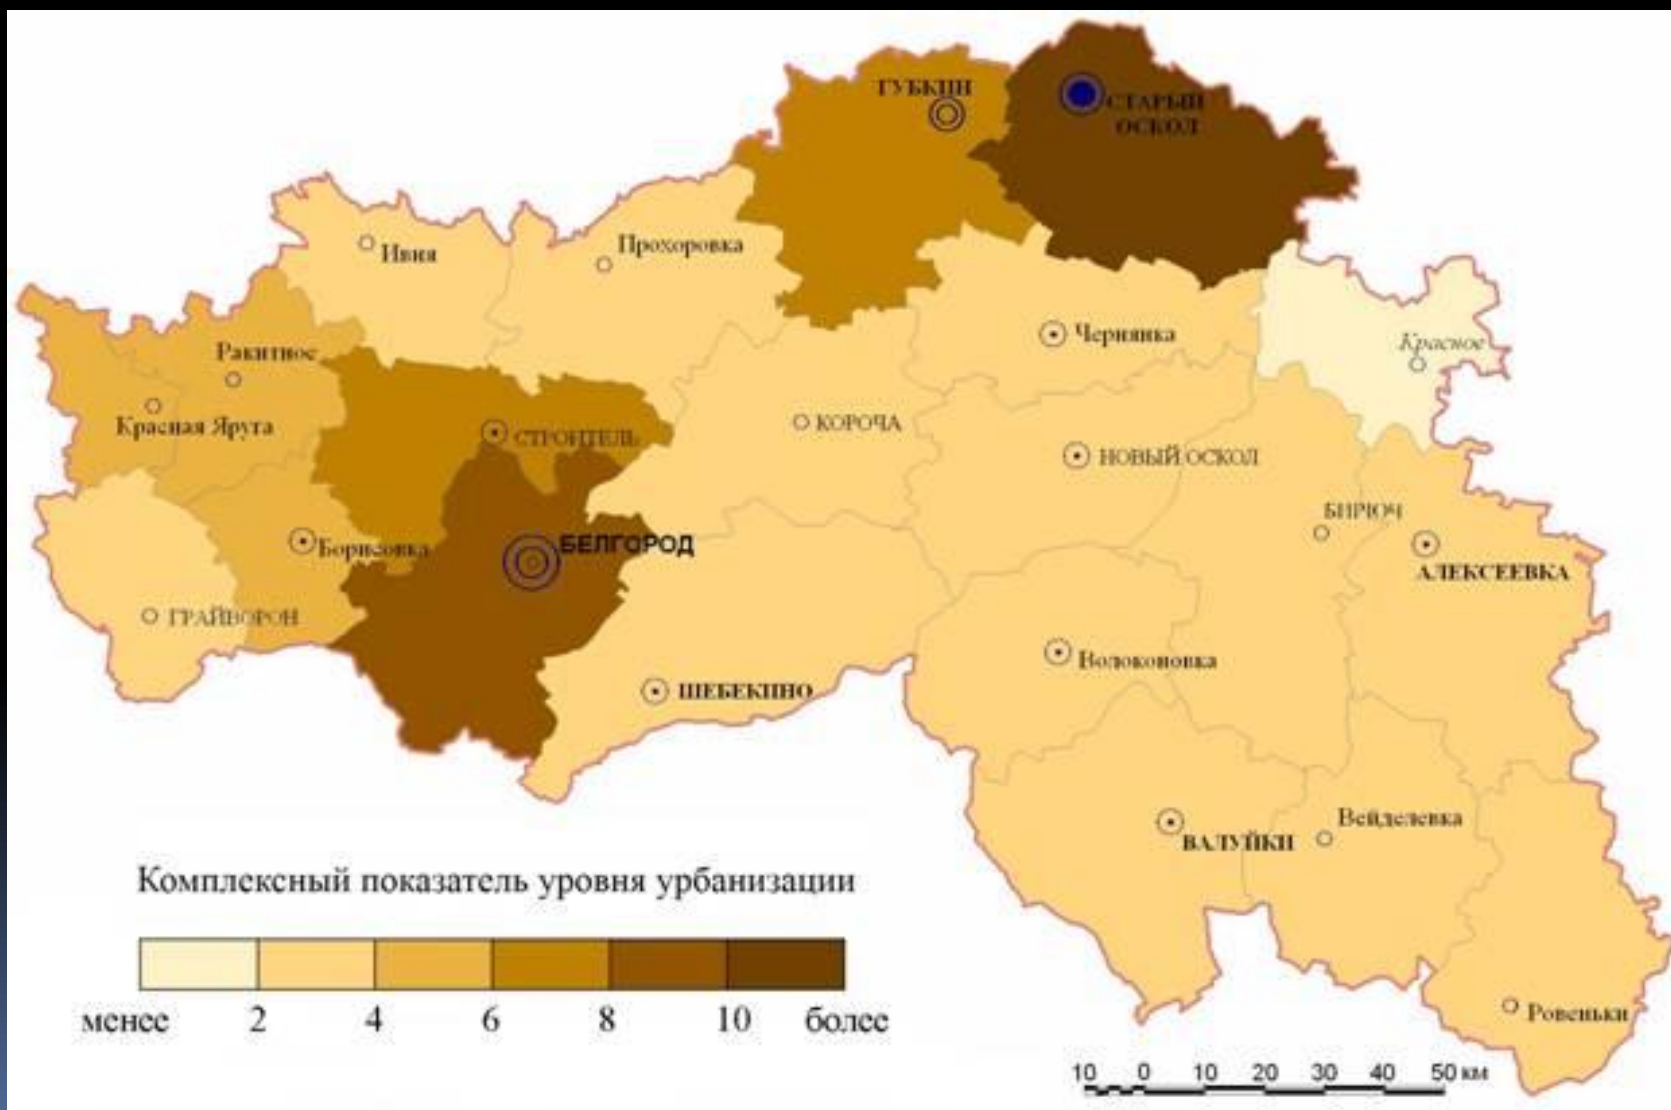 ГУБКИН
СТАРЫЙ
ОСКОЛ
Ивня
Прохоровка
Чернянка
Красное
Ракитное
Красная Яруга
СТРОИТЕЛЬ
КОРОЧА
НОВЫЙ ОСКОЛ
БИРЮЧ
Борисовка
БЕЛГОРОД
АЛЕКСЕЕВКА
ГРАЙВОРОН
Волоконовка
ШЕБЕКИНО
Вейделевка
ВАЛУЙКИ
Ровеньки
Комплексный показатель уровня урбанизации
менее 2 4 6 8 10 более
10 0 10 20 30 40 50 км